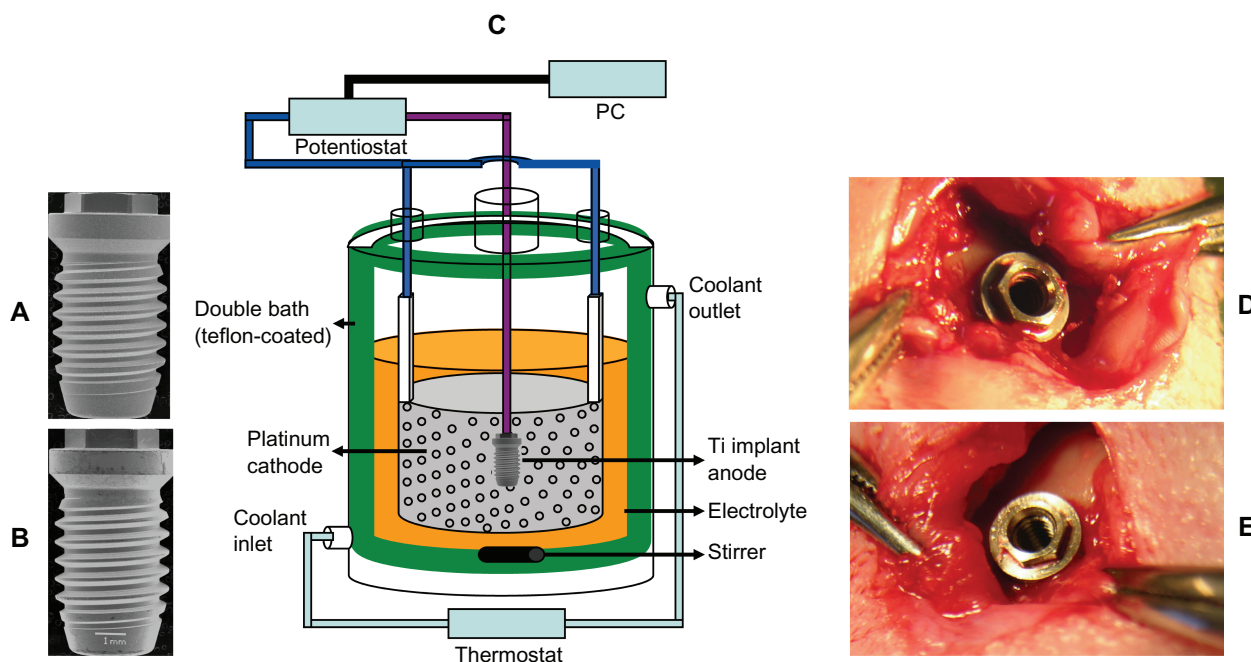 C
PC
Potentiostat
A
B
Double bath
(teflon-coated)
Platinum
cathode
Coolant
inlet
Coolant
outlet
Ti implant
anode
Electrolyte
Stirrer
Thermostat
1 mm
D
E